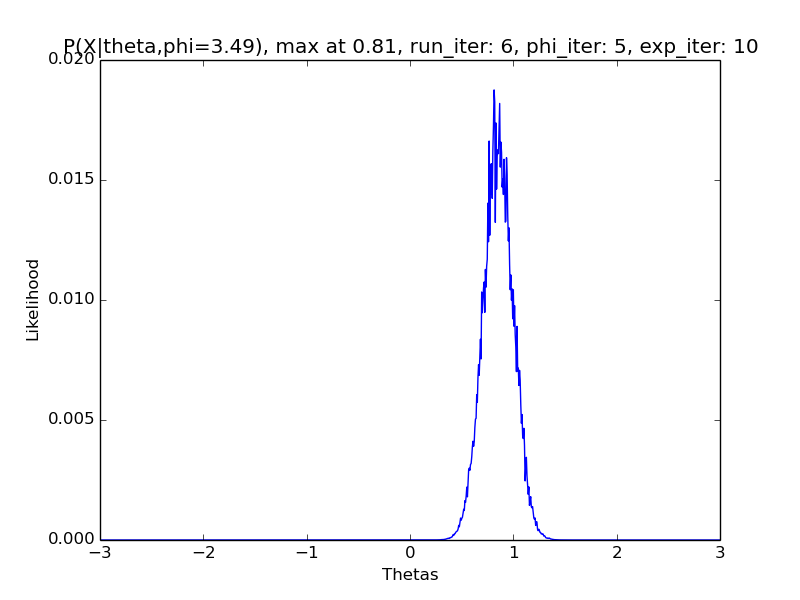 P(X|theta,phi=3.49), max at 0.81, run_iter: 6, phi_iter: 5, exp_iter: 10
0.020
0.015
0.010
0.005
0.000
Likelihood
−3 −2 −1 0 1 2 3
Thetas